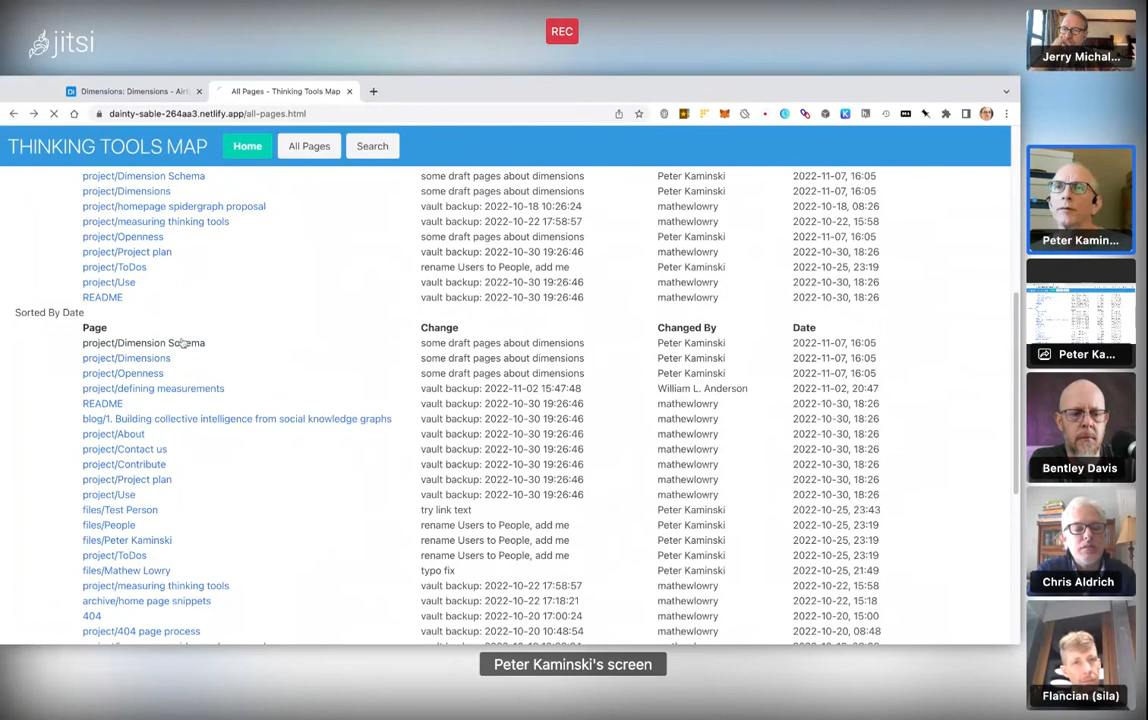 jitsi
REC
Jerry Michal...
Dimensions: Dimensions - Airt
All Pages - Thinking Tools Map
dainty-sable-264aa3.netlify.app/all-pages.html
THINKING TOOLS MAP Home All Pages Search
project/Dimension Schema some draft pages about dimensions Peter Kaminski 2022-11-07, 16:05
project/Dimensions some draft pages about dimensions Peter Kaminski 2022-11-07, 16:05
project/homepage spidergraph proposal vault backup: 2022-10-18 10:26:24 mathewlowry 2022-10-18, 08:26
project/measuring thinking tools vault backup: 2022-10-22 17:58:57 mathewlowry 2022-10-22, 15:58
project/Openness some draft pages about dimensions Peter Kaminski 2022-11-07, 16:05
project/Project plan vault backup: 2022-10-30 19:26:46 mathewlowry 2022-10-30, 18:26
project/ToDos rename Users to People, add me Peter Kaminski 2022-10-25, 23:19
project/Use vault backup: 2022-10-30 19:26:46 mathewlowry 2022-10-30, 18:26
README vault backup: 2022-10-30 19:26:46 mathewlowry 2022-10-30, 18:26
Sorted By Date
Page Change Changed By Date
project/Dimension Schema some draft pages about dimensions Peter Kaminski 2022-11-07, 16:05
project/Dimensions some draft pages about dimensions Peter Kaminski 2022-11-07, 16:05
project/Openness some draft pages about dimensions Peter Kaminski 2022-11-07, 16:05
project/defining measurements vault backup: 2022-11-02 15:47:48 William L. Anderson 2022-11-02, 20:47
README vault backup: 2022-10-30 19:26:46 mathewlowry 2022-10-30, 18:26
blog/1. Building collective intelligence from social knowledge graphs vault backup: 2022-10-30 19:26:46 mathewlowry 2022-10-30, 18:26
project/About vault backup: 2022-10-30 19:26:46 mathewlowry 2022-10-30, 18:26
project/Contact us vault backup: 2022-10-30 19:26:46 mathewlowry 2022-10-30, 18:26
project/Contribute vault backup: 2022-10-30 19:26:46 mathewlowry 2022-10-30, 18:26
project/Project plan vault backup: 2022-10-30 19:26:46 mathewlowry 2022-10-30, 18:26
project/Use vault backup: 2022-10-30 19:26:46 mathewlowry 2022-10-30, 18:26
files/Test Person try link text Peter Kaminski 2022-10-25, 23:43
files/People rename Users to People, add me Peter Kaminski 2022-10-25, 23:19
files/Peter Kaminski rename Users to People, add me Peter Kaminski 2022-10-25, 23:19
project/ToDos rename Users to People, add me Peter Kaminski 2022-10-25, 23:19
files/Mathew Lowry typo fix Peter Kaminski 2022-10-25, 21:49
project/measuring thinking tools vault backup: 2022-10-22 17:58:57 mathewlowry 2022-10-22, 15:58
archive/home page snippets vault backup: 2022-10-22 17:18:21 mathewlowry 2022-10-22, 15:18
404 vault backup: 2022-10-20 17:00:24 mathewlowry 2022-10-20, 15:00
project/404 page process vault backup: 2022-10-20 10:48:54 mathewlowry 2022-10-20, 08:48
Peter Kamin...
Peter Ka...
Bentley Davis
Chris Aldrich
Flancian (sila)
Peter Kaminski's screen